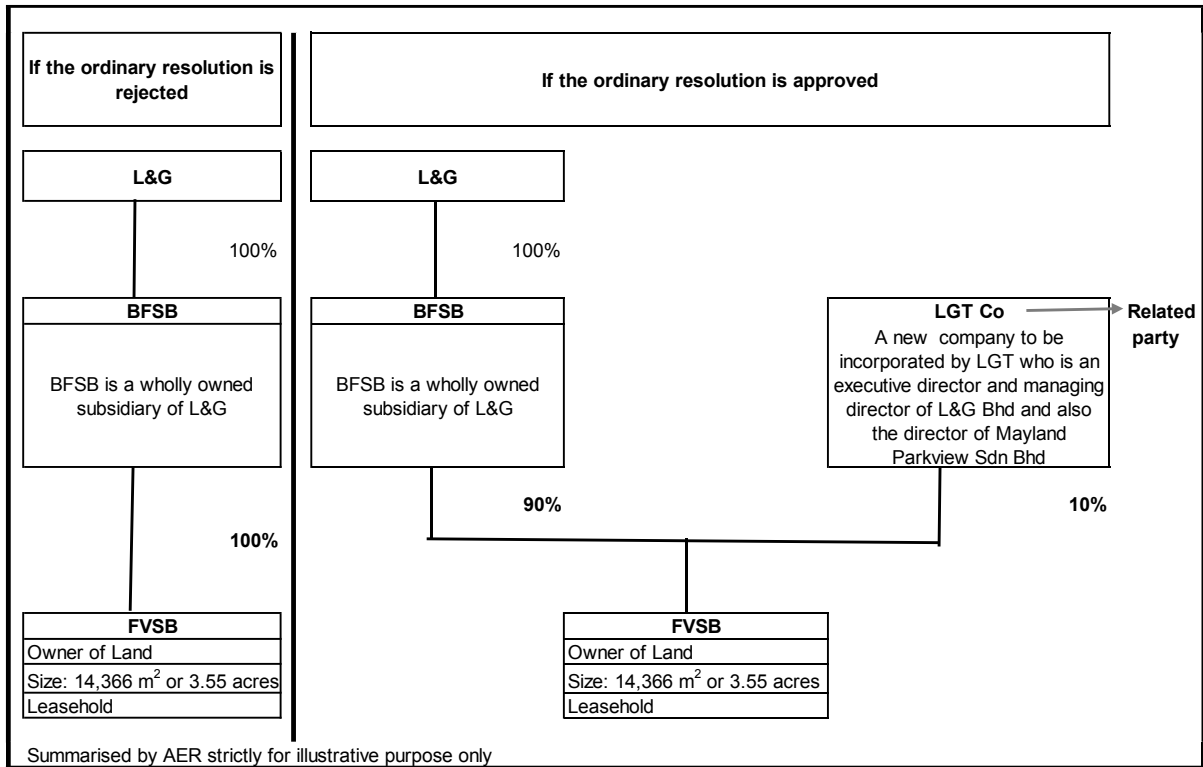 If the ordinary resolution is
rejected
L&G
100%
BFSB
BFSB is a wholly owned
subsidiary of L&G
100%
FVSB
Owner of Land
Size: 14,366 m² or 3.55 acres
Leasehold
If the ordinary resolution is approved
L&G
100%
BFSB
BFSB is a wholly owned
subsidiary of L&G
90%
LGT Co
A new company to be
incorporated by LGT who is an
executive director and managing
director of L&G Bhd and also
the director of Mayland
Parkview Sdn Bhd
Related
party
10%
FVSB
Owner of Land
Size: 14,366 m² or 3.55 acres
Leasehold
Summarised by AER strictly for illustrative purpose only